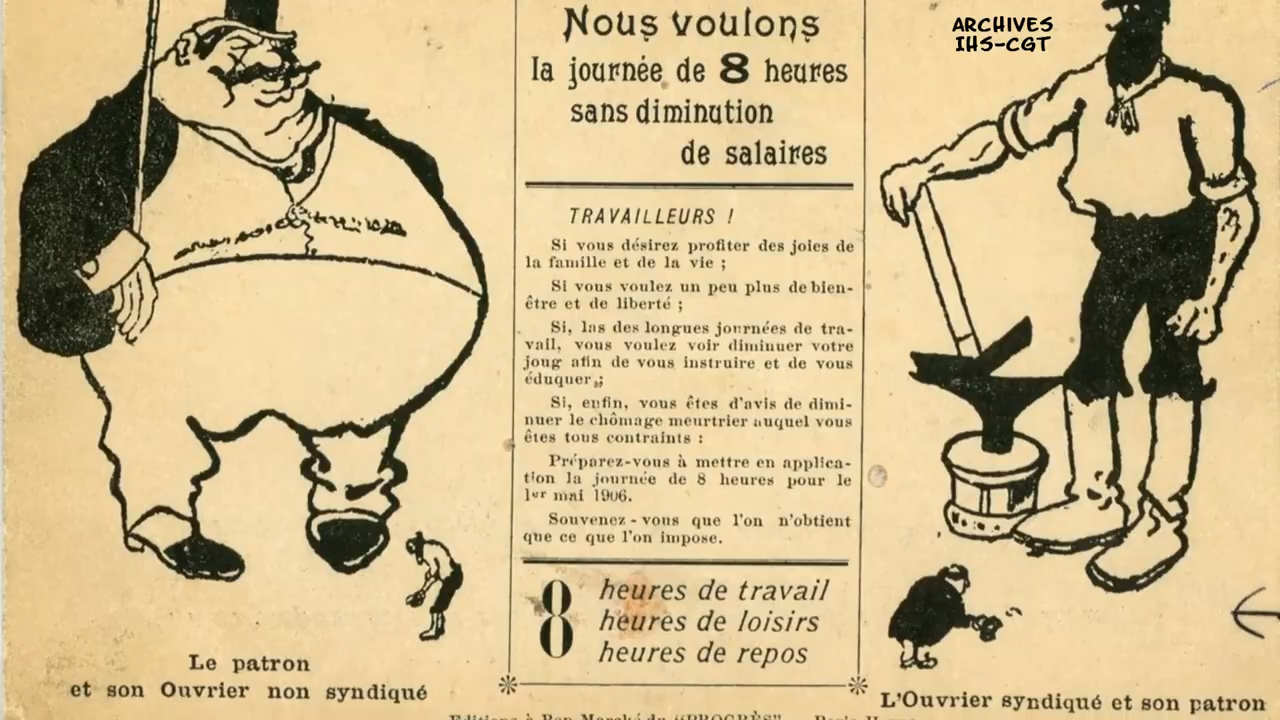 Nous voulons
la journée de 8 heures
sans diminution
de salaires
ARCHIVES
IHS-CGT
TRAVAILLEURS !
Si vous désirez profiter des joies de
la famille et de la vie ;
Si vous voulez un peu plus de bien-
être et de liberté ;
Si, las des longues journées de tra-
vail, vous voulez voir diminuer votre
joug afin de vous instruire et de vous
éduquer ;
Si, enfin, vous êtes d'avis de dimi-
nuer le chômage meurtrier auquel vous
êtes tous contraints :
Préparez-vous à mettre en applica-
tion la journée de 8 heures pour le
1er mai 1906.
Souvenez-vous que l'on n'obtient
que ce que l'on impose.
8 heures de travail
heures de loisirs
8 heures de repos
Le patron
et son Ouvrier non syndiqué
L'Ouvrier syndiqué et son patron
Editions à Bon Marché du "PROGRÈS"